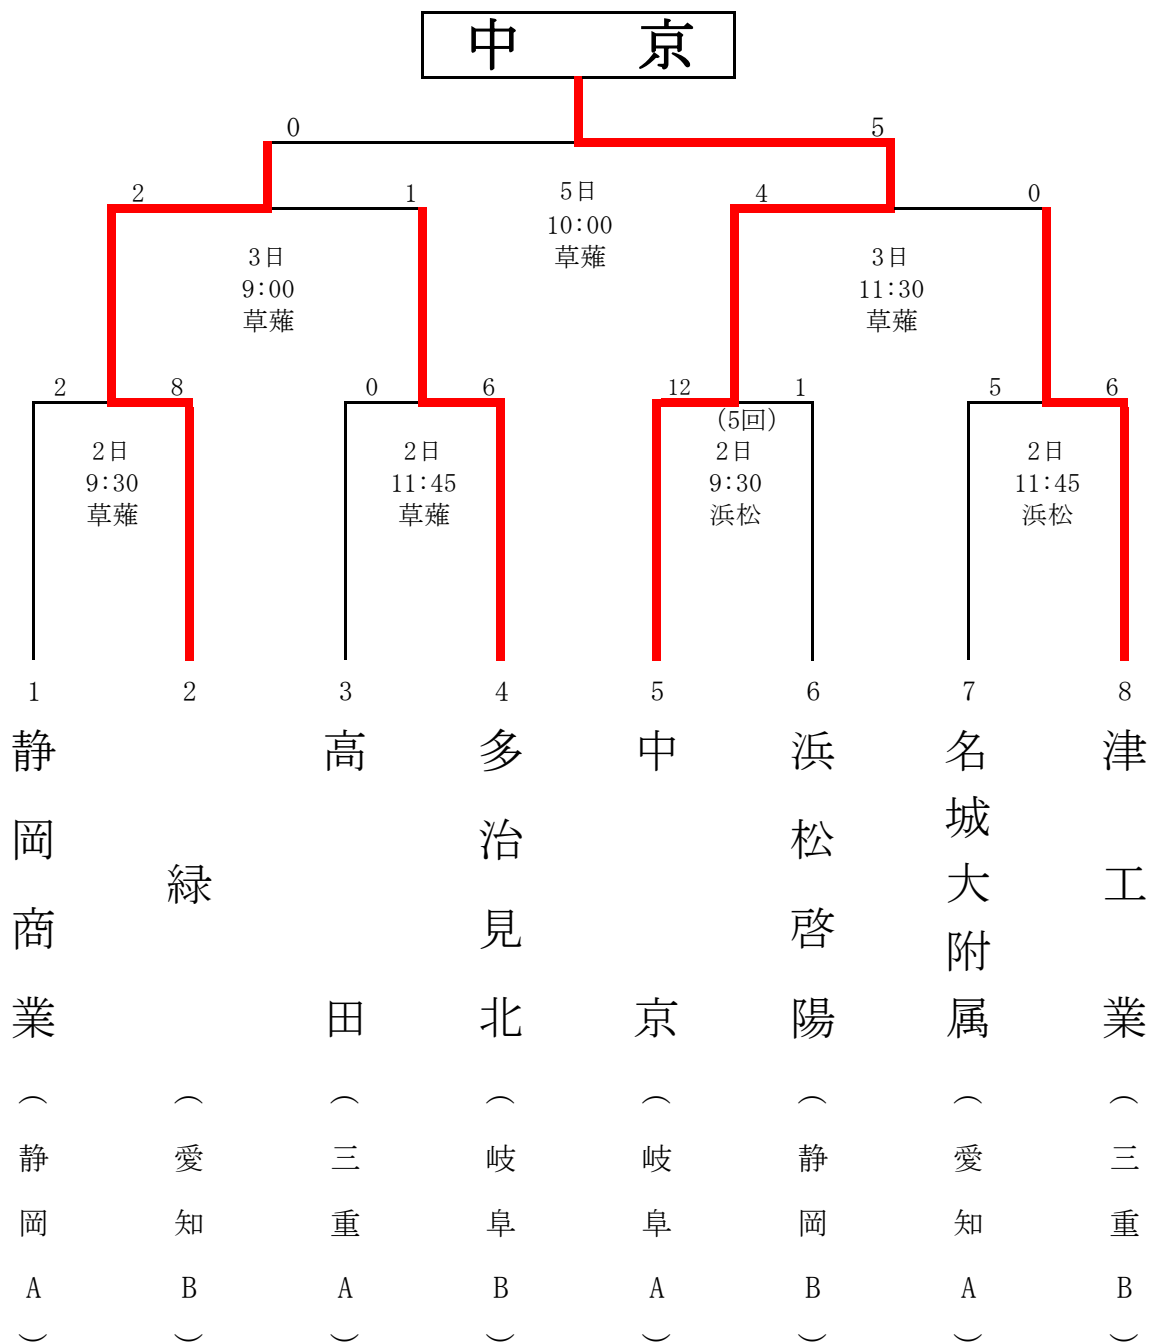 中京
0 5
2 1 4 0
5日
10:00
草薙
3日
9:00
草薙
3日
11:30
草薙
2 8 0 6 12 1 5 6
(5回)
2日
9:30
草薙
2日
11:45
草薙
2日
9:30
浜松
2日
11:45
浜松
1 2 3 4 5 6 7 8
静岡商業
(静岡A)
緑
(愛知B)
高田
(三重A)
多治見北
(岐阜B)
中京
(岐阜A)
浜松啓陽
(静岡B)
名城大附属
(愛知A)
津工業
(三重B)